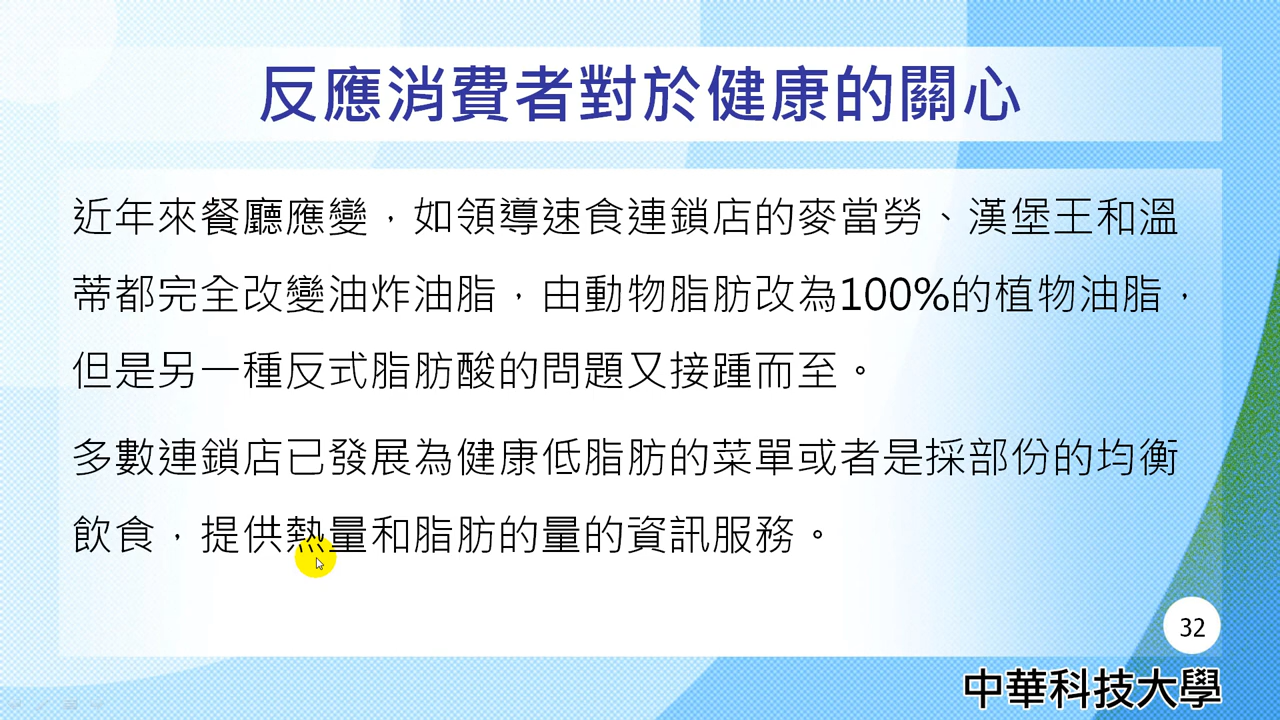 反應消費者對於健康的關心
近年來餐廳應變，如領導速食連鎖店的麥當勞、漢堡王和溫
蒂都完全改變油炸油脂，由動物脂肪改為100%的植物油脂，
但是另一種反式脂肪酸的問題又接踵而至。
多數連鎖店已發展為健康低脂肪的菜單或者是採部份的均衡
飲食，提供熱量和脂肪的量的資訊服務。
32
中華科技大學